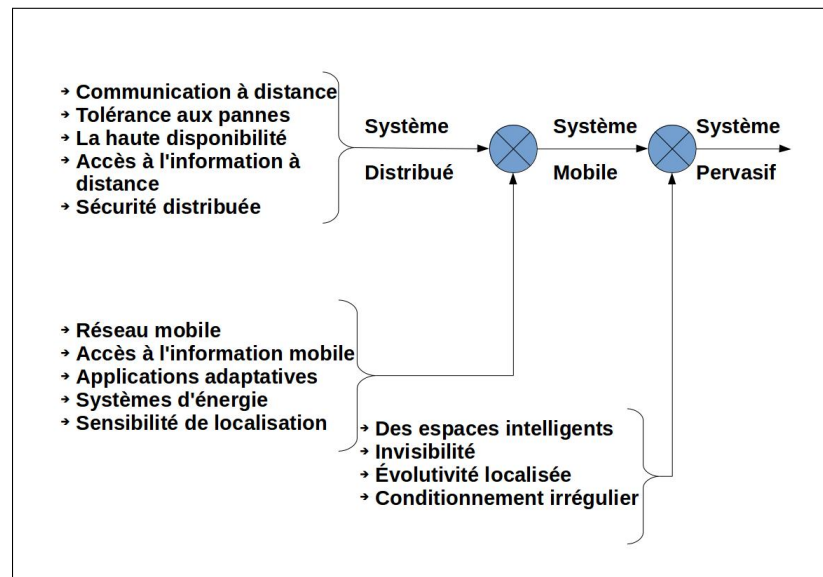 ➔ Communication à distance
➔ Tolérance aux pannes
➔ La haute disponibilité
➔ Accès à l'information à
distance
➔ Sécurité distribuée
Système
Distribué
Système
Mobile
Système
Pervasif
➔ Réseau mobile
➔ Accès à l'information mobile
➔ Applications adaptatives
➔ Systèmes d'énergie
➔ Sensibilité de localisation
➔ Des espaces intelligents
➔ Invisibilité
➔ Évolutivité localisée
➔ Conditionnement irrégulier